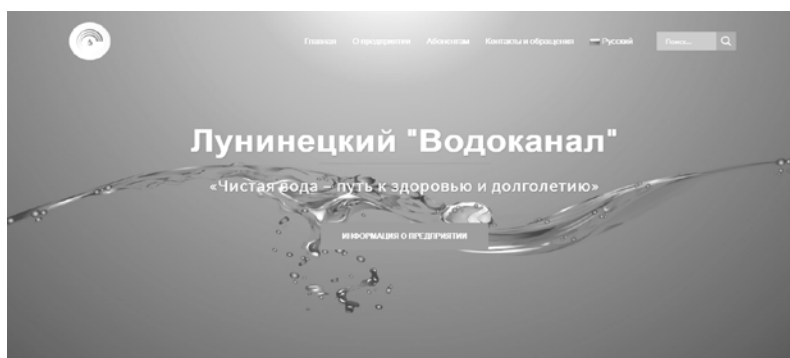 Главная О предприятии Абонентам Контакты и обращения Русский Поиск...
Лунинецкий "Водоканал"
«Чистая вода – путь к здоровью и долголетию»
ИНФОРМАЦИЯ О ПРЕДПРИЯТИИ